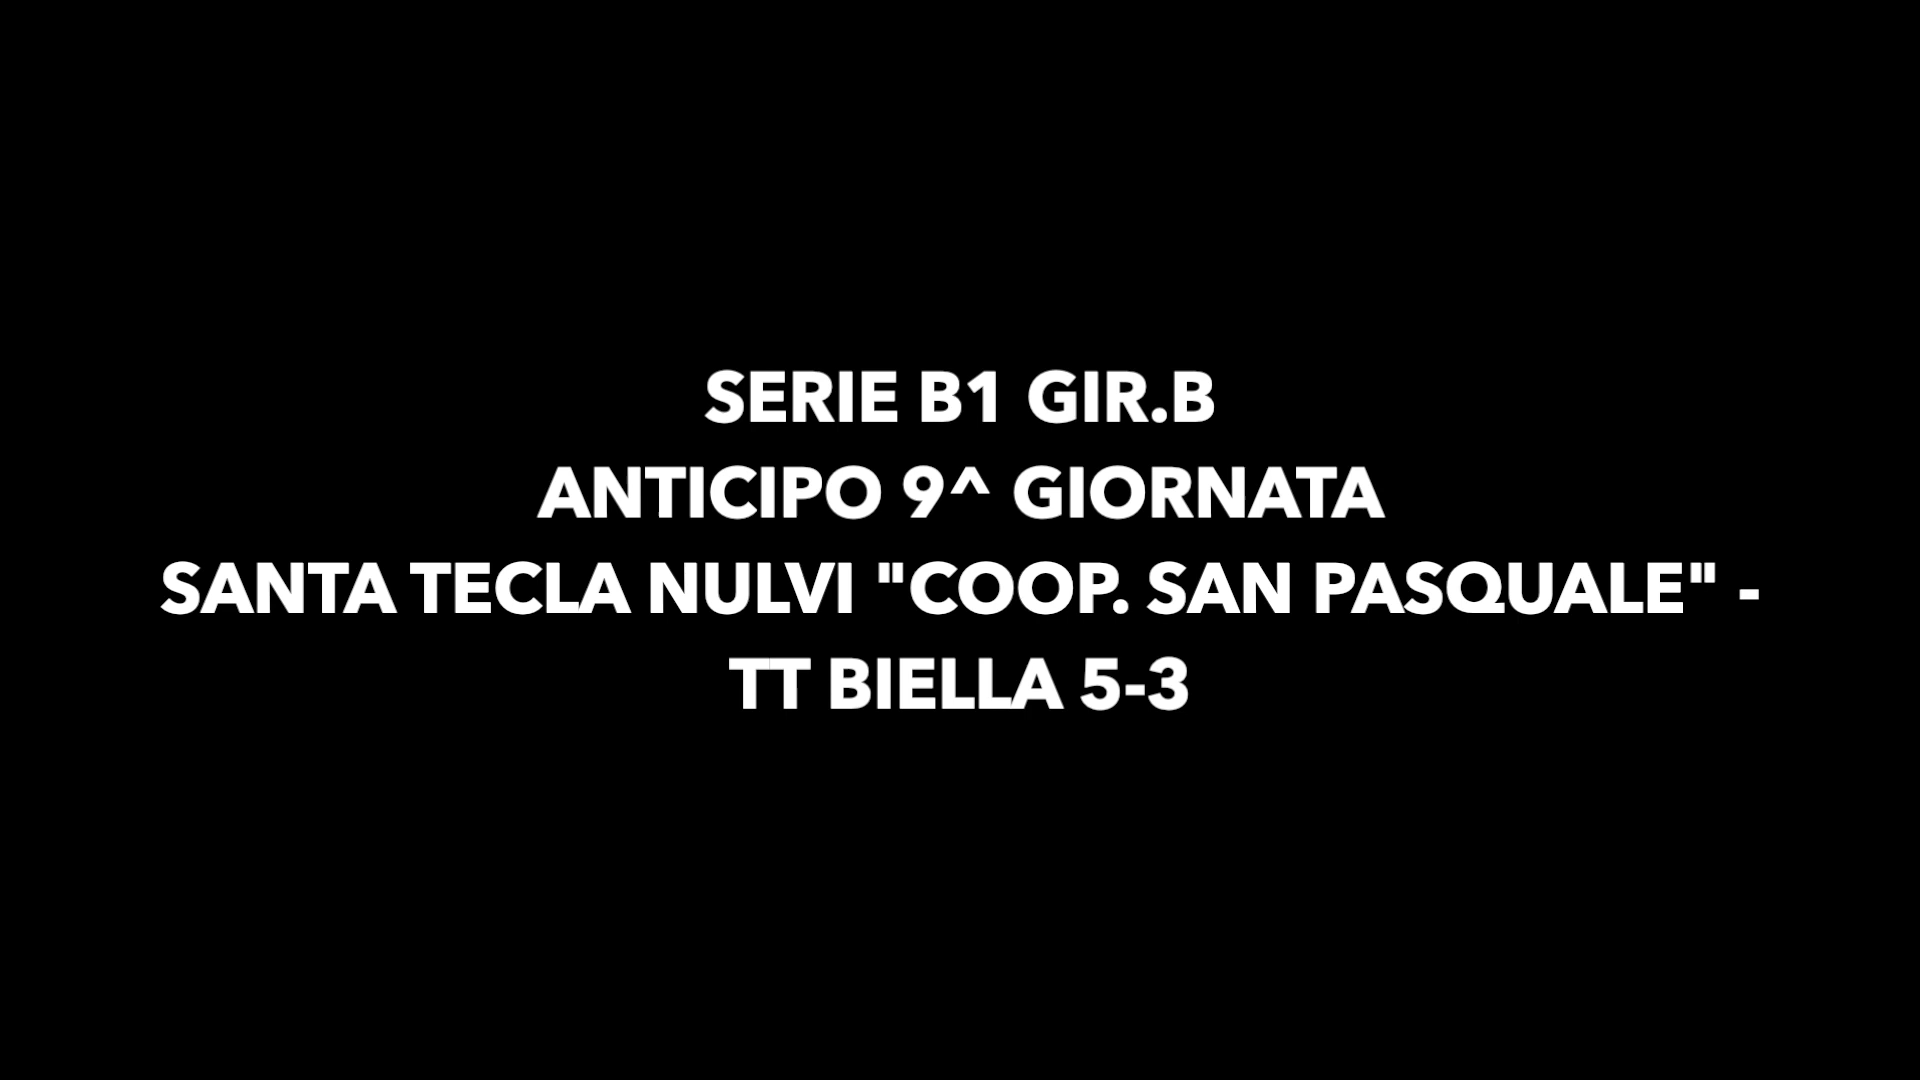 SERIE B1 GIR.B
ANTICIPO 9^ GIORNATA
SANTA TECLA NULVI "COOP. SAN PASQUALE" -
TT BIELLA 5-3